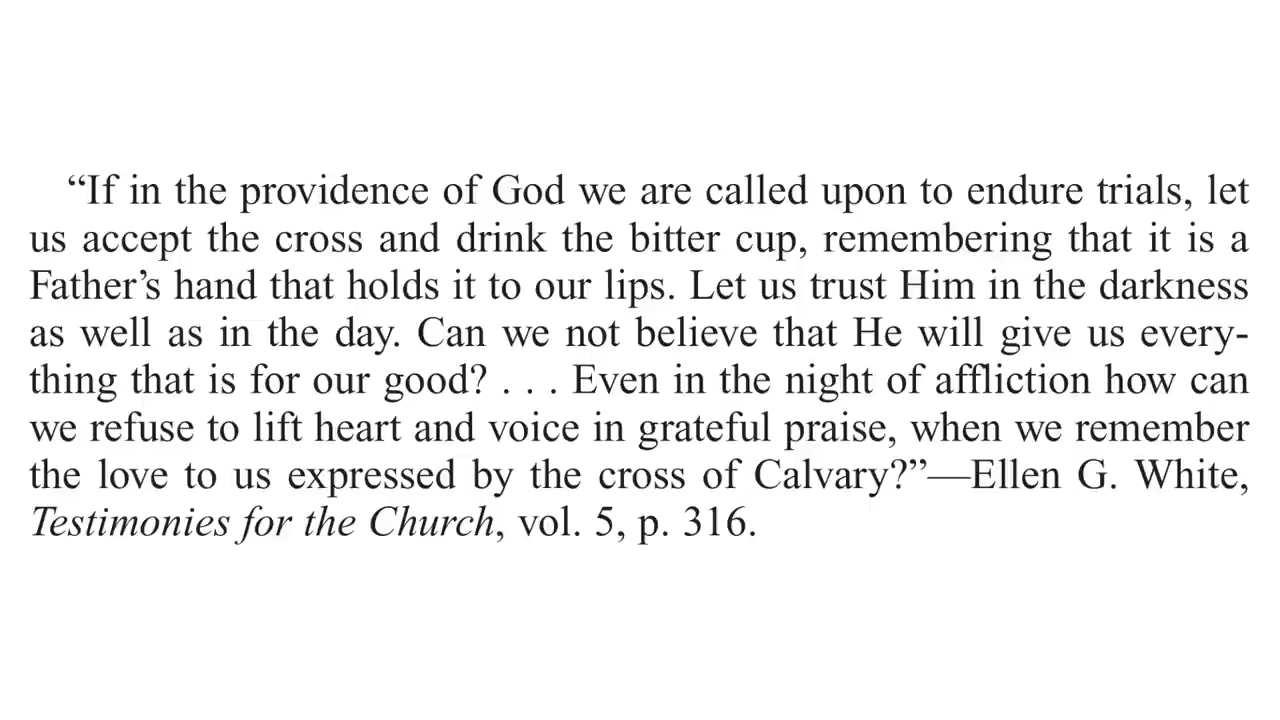 “If in the providence of God we are called upon to endure trials, let
us accept the cross and drink the bitter cup, remembering that it is a
Father’s hand that holds it to our lips. Let us trust Him in the darkness
as well as in the day. Can we not believe that He will give us every-
thing that is for our good? . . . Even in the night of affliction how can
we refuse to lift heart and voice in grateful praise, when we remember
the love to us expressed by the cross of Calvary?”—Ellen G. White,
Testimonies for the Church, vol. 5, p. 316.